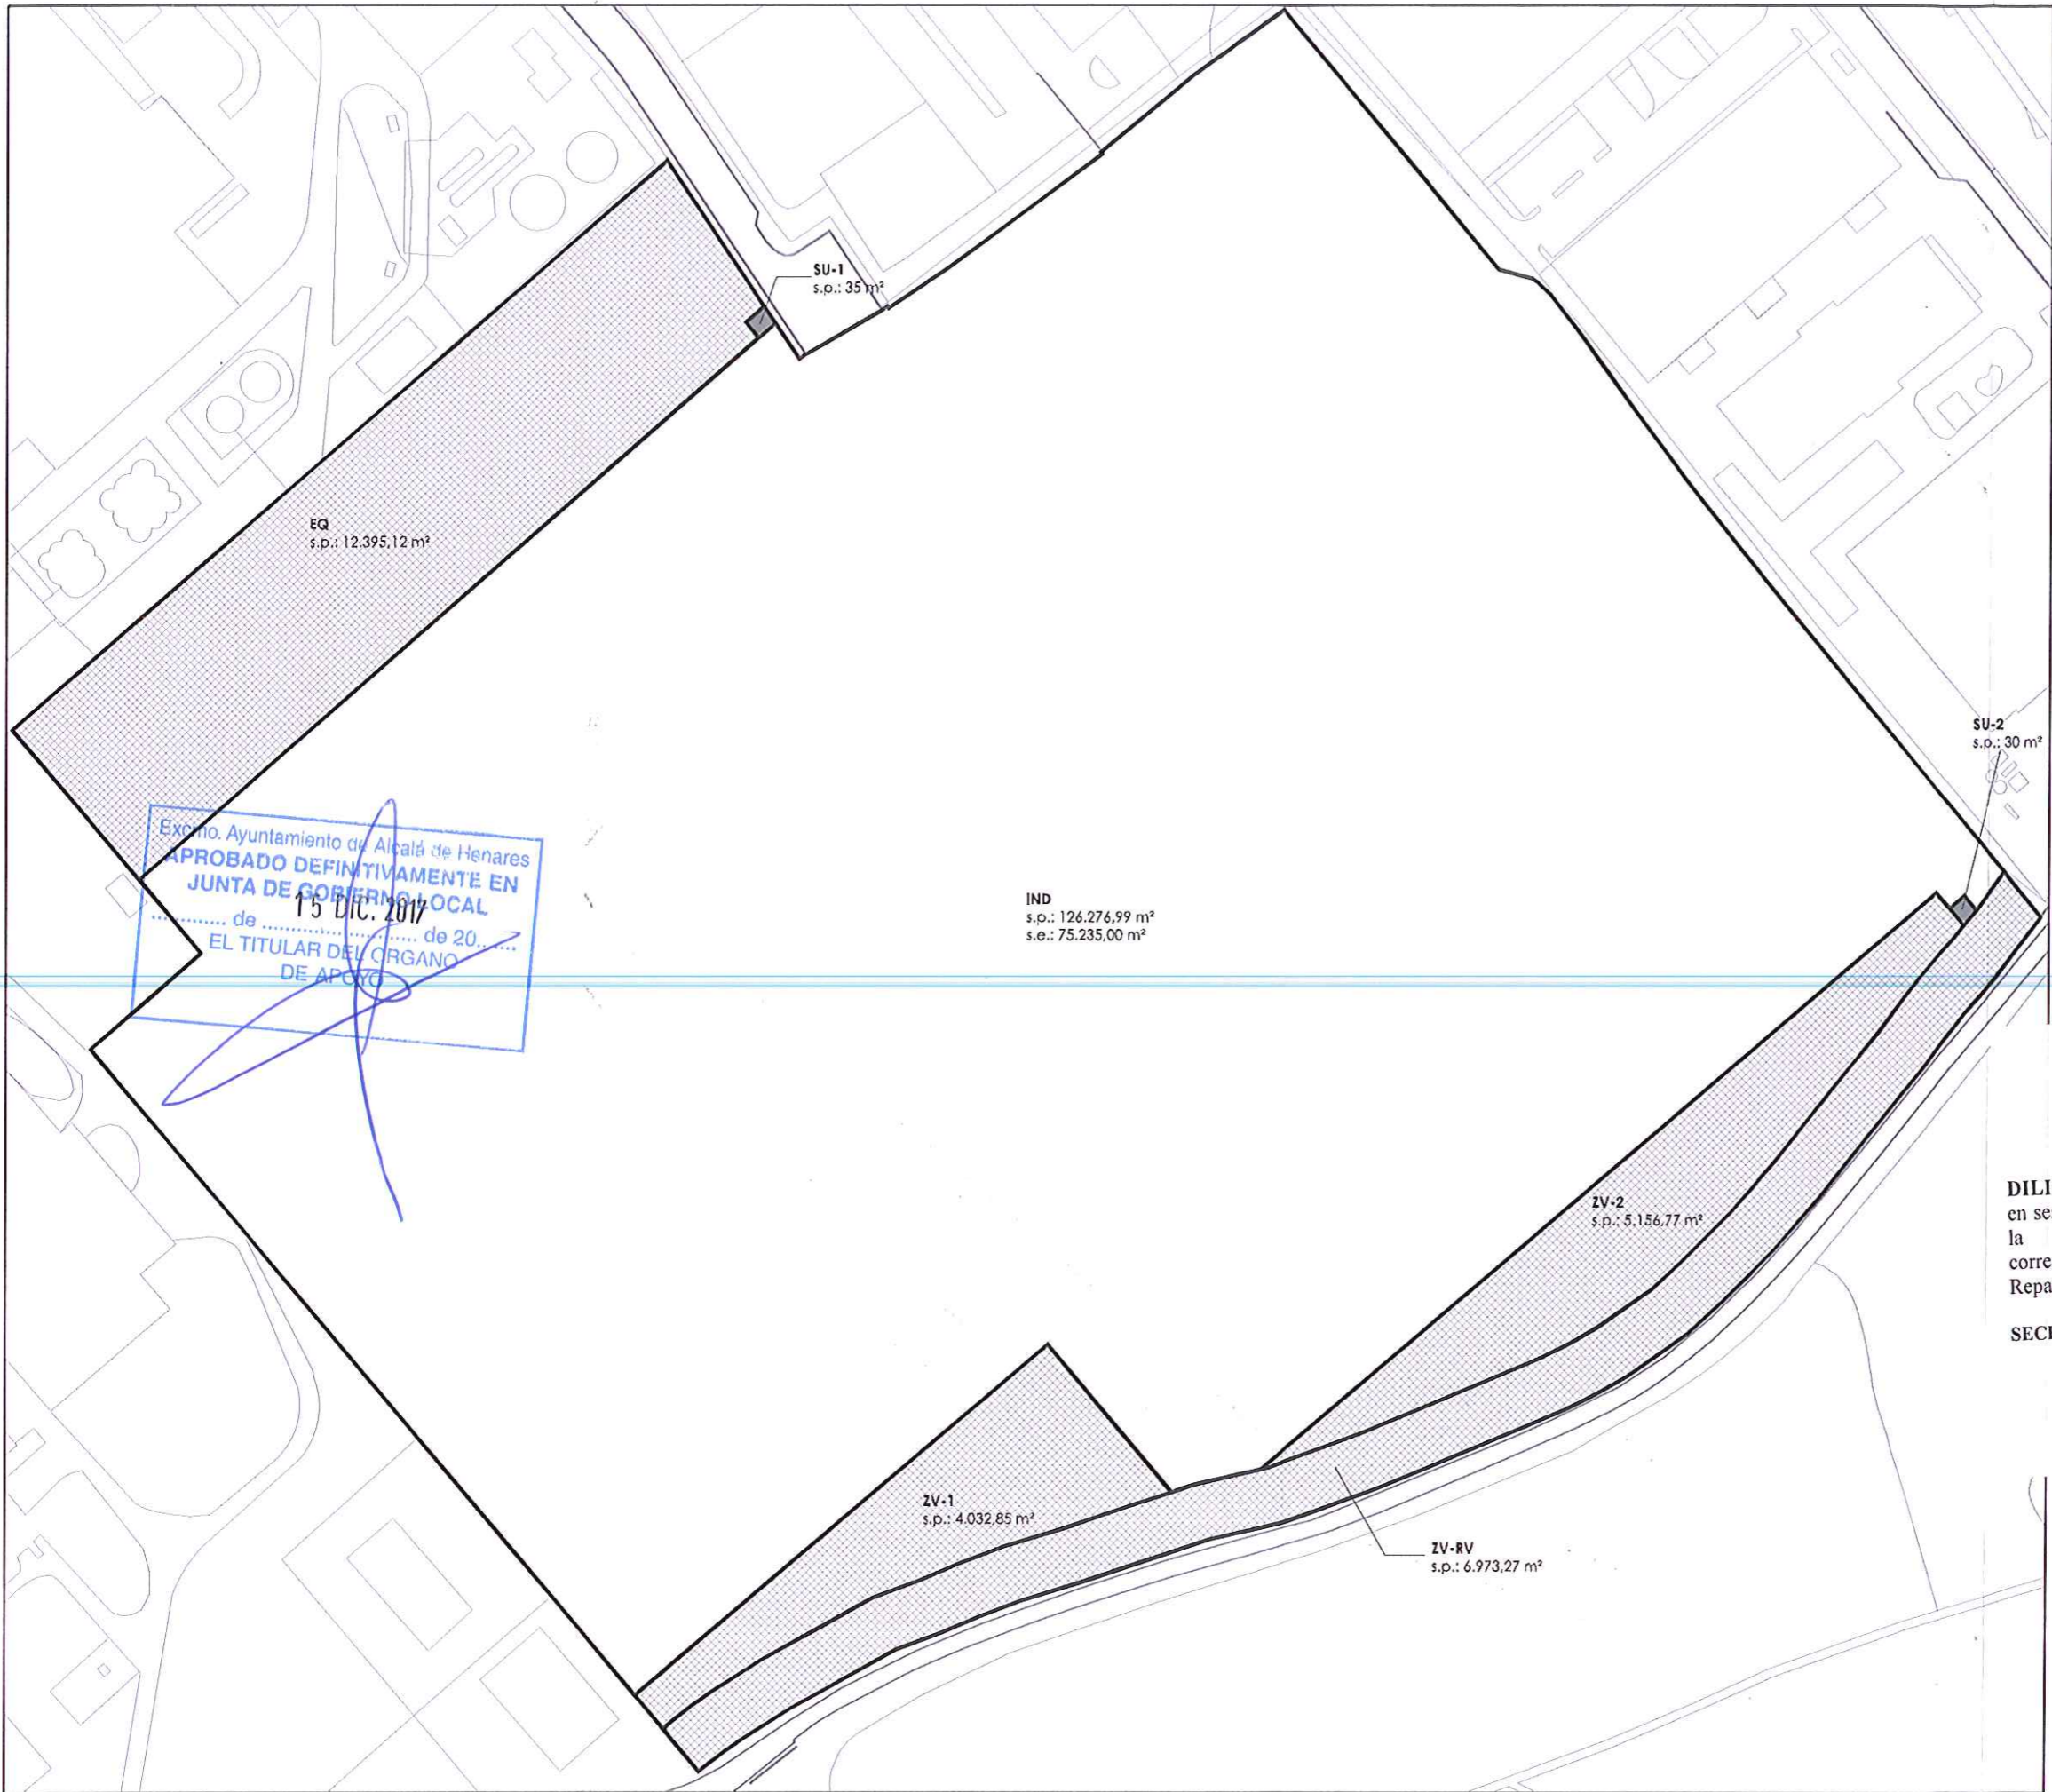 SU-1
s.p.: 35 m²
EQ
s.p.: 12.395,12 m²
SU-2
s.p.: 30 m²
Excmo. Ayuntamiento de Alcalá de Henares
APROBADO DEFINITIVAMENTE EN
JUNTA DE GOBIERNO LOCAL
15 DIC. 2017
............ de ........................ de 20.......
EL TITULAR DEL ORGANO
DE APOYO
IND
s.p.: 126.276,99 m²
s.e.: 75.235,00 m²
ZV-2
s.p.: 5.156,77 m²
DILI
en se
la
corre
Repa
SECI
ZV-1
s.p.: 4.032,85 m²
ZV-RV
s.p.: 6.973,27 m²